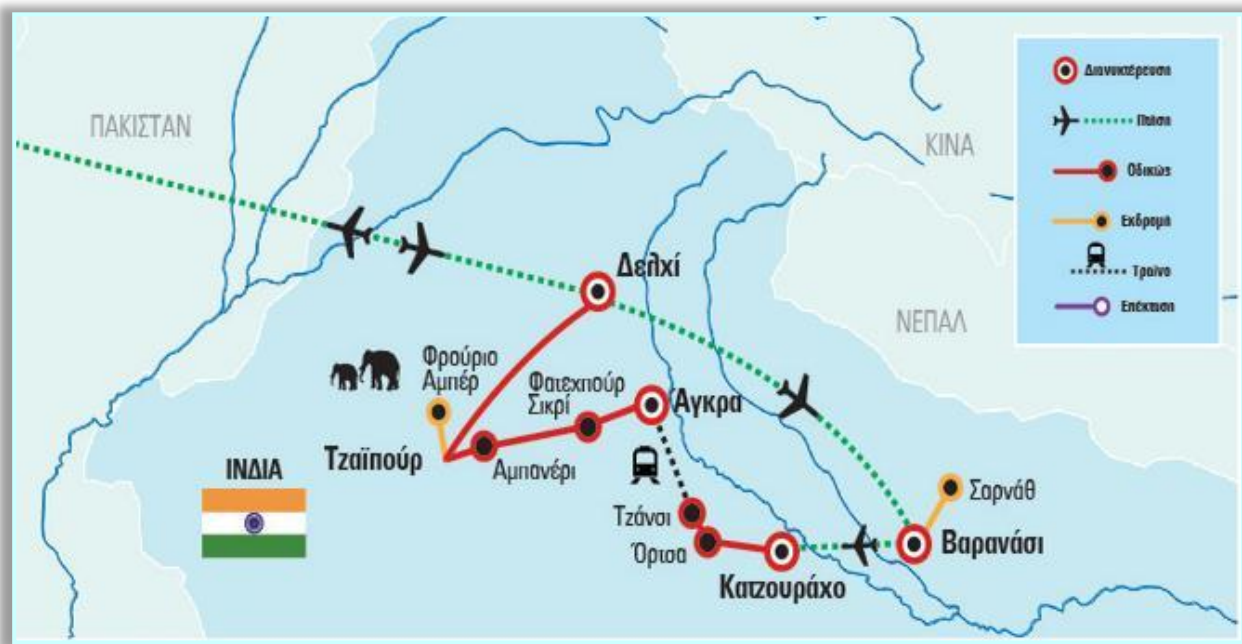 ΠΑΚΙΣΤΑΝ
ΚΙΝΑ
ΝΕΠΑΛ
Διανυκτέρευση
Πτήση
Οδικώς
Εκδρομή
Τραίνο
Επέκταση
Δελχί
Φρούριο
Αμπέρ
Φατεχπούρ
Σικρί
Άγκρα
Τζαϊπούρ
Αμπανέρι
ΙΝΔΙΑ
Τζάνσι
Όρτσα
Κατζουράχο
Σαρνάθ
Βαρανάσι